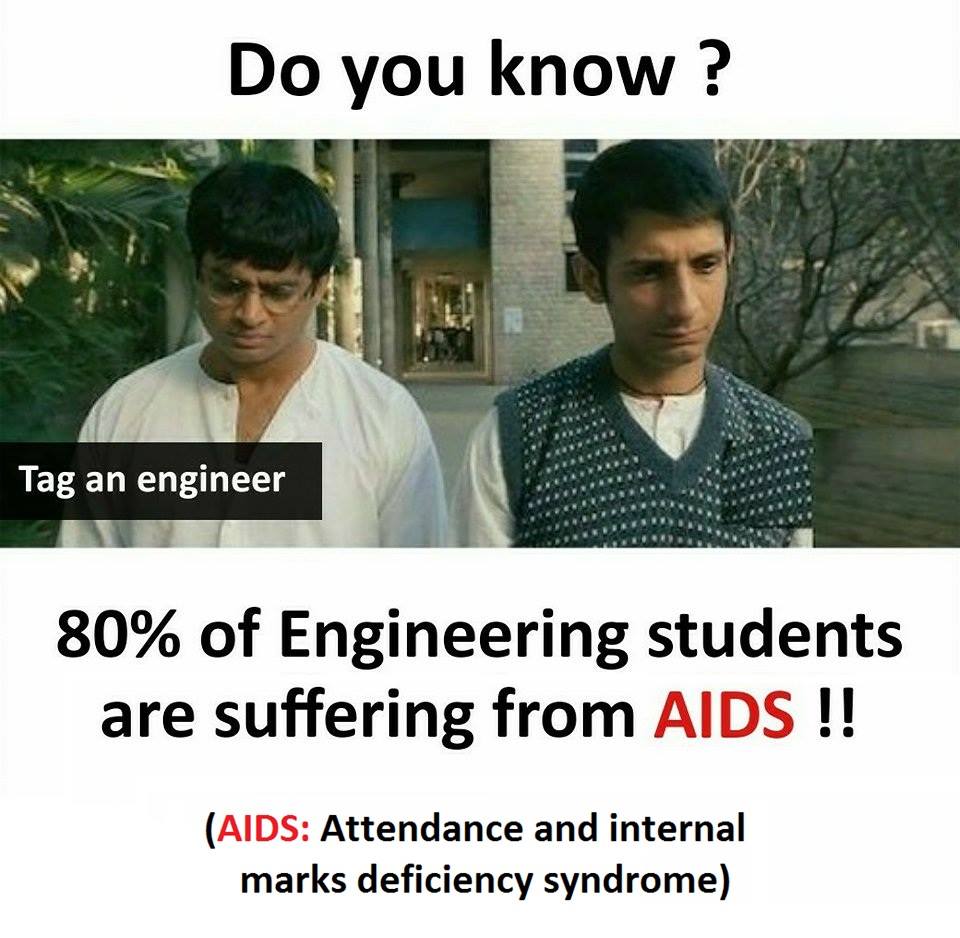 Do you know ?
Tag an engineer
80% of Engineering students
are suffering from AIDS !!
(AIDS: Attendance and internal
marks deficiency syndrome)